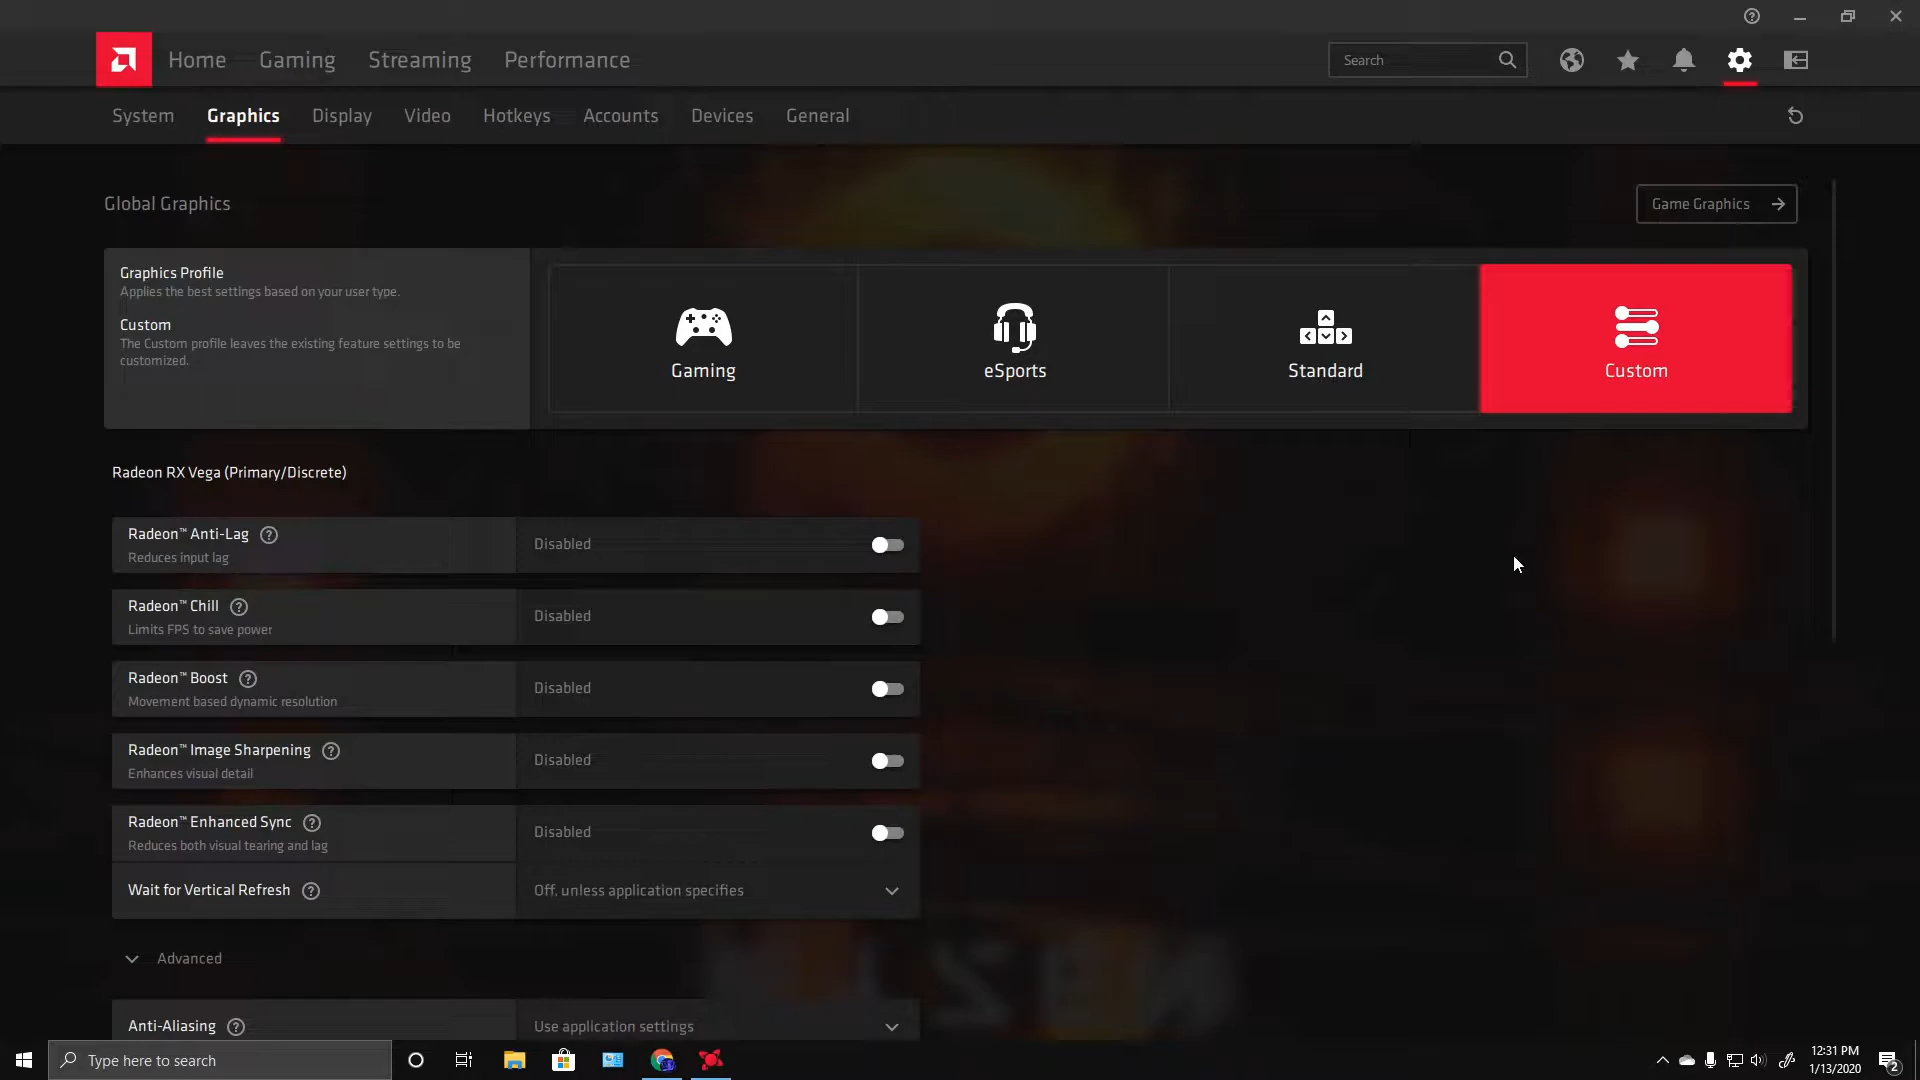 Home Gaming Streaming Performance Search
System Graphics Display Video Hotkeys Accounts Devices General
Global Graphics
Game Graphics
Graphics Profile
Applies the best settings based on your user type.
Custom
The Custom profile leaves the existing feature settings to be
customized.
Gaming
eSports
Standard
Custom
Radeon RX Vega (Primary/Discrete)
Radeon™ Anti-Lag
Reduces input lag
Disabled
Radeon™ Chill
Limits FPS to save power
Disabled
Radeon™ Boost
Movement based dynamic resolution
Disabled
Radeon™ Image Sharpening
Enhances visual detail
Disabled
Radeon™ Enhanced Sync
Reduces both visual tearing and lag
Disabled
Wait for Vertical Refresh
Off, unless application specifies
Advanced
Anti-Aliasing
Use application settings
Type here to search
12:31 PM
1/13/2020
2